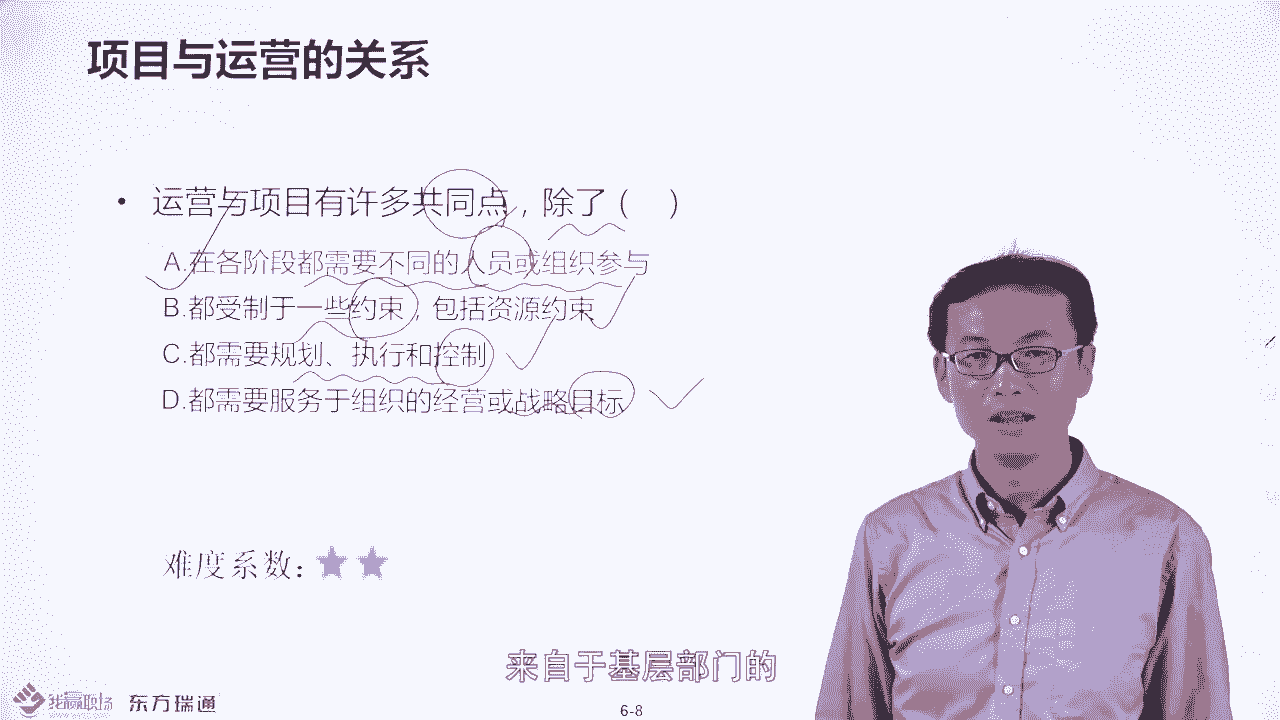 项目与运营的关系
• 运营与项目有许多共同点，除了（ ）
A.在各阶段都需要不同的人员或组织参与
B.都受制于一些约束，包括资源约束
C.都需要规划、执行和控制
D.都需要服务于组织的经营或战略目标
难度系数：★★
来自于基层部门的
我赢职场 东方瑞通
6-8